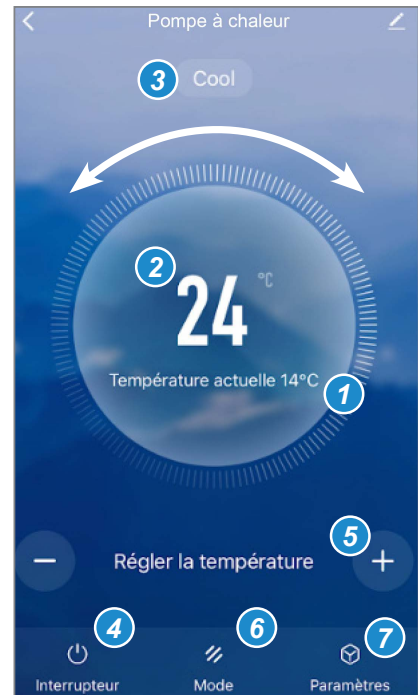 Pompe à chaleur
3 Cool
2
24 °C
Température actuelle 14°C
1
5
− Régler la température +
4 6 7
Interrupteur Mode Paramètres